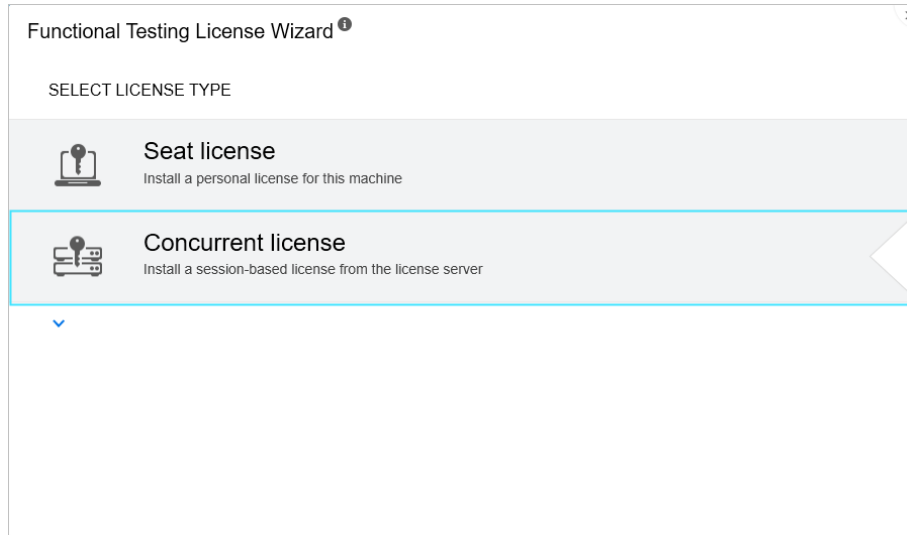 Functional Testing License Wizard
SELECT LICENSE TYPE
Seat license
Install a personal license for this machine
Concurrent license
Install a session-based license from the license server